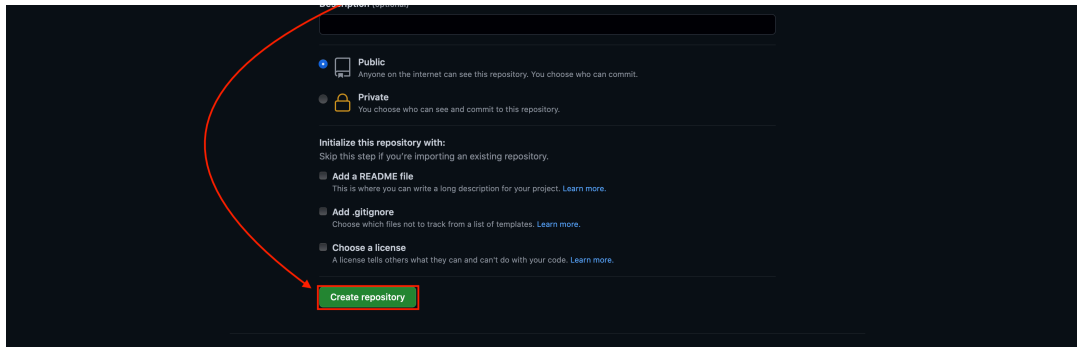 Description (optional)
Public
Anyone on the internet can see this repository. You choose who can commit.
Private
You choose who can see and commit to this repository.
Initialize this repository with:
Skip this step if you're importing an existing repository.
Add a README file
This is where you can write a long description for your project. Learn more.
Add .gitignore
Choose which files not to track from a list of templates. Learn more.
Choose a license
A license tells others what they can and can't do with your code. Learn more.
Create repository